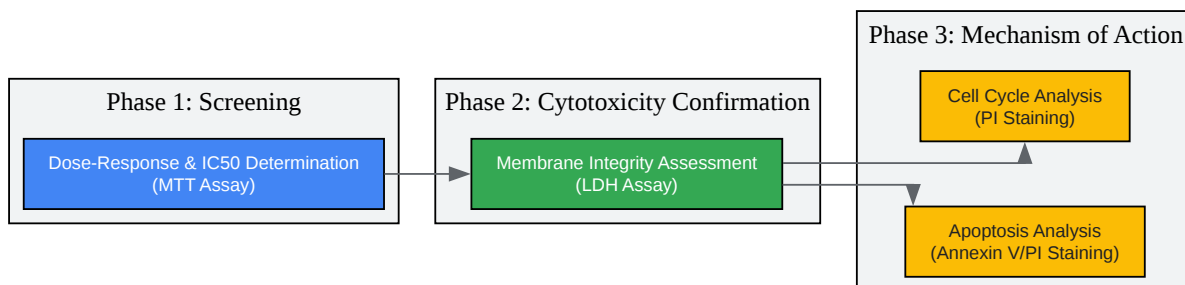 Phase 1: Screening
Dose-Response & IC50 Determination
(MTT Assay)
Phase 2: Cytotoxicity Confirmation
Membrane Integrity Assessment
(LDH Assay)
Phase 3: Mechanism of Action
Cell Cycle Analysis
(PI Staining)
Apoptosis Analysis
(Annexin V/PI Staining)